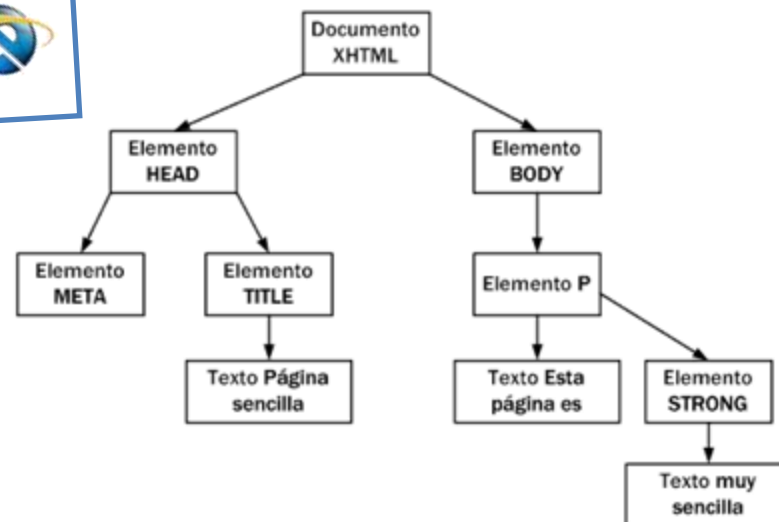 Documento
XHTML
Elemento
HEAD
Elemento
BODY
Elemento
META
Elemento
TITLE
Elemento P
Texto Página
sencilla
Texto Esta
página es
Elemento
STRONG
Texto muy
sencilla